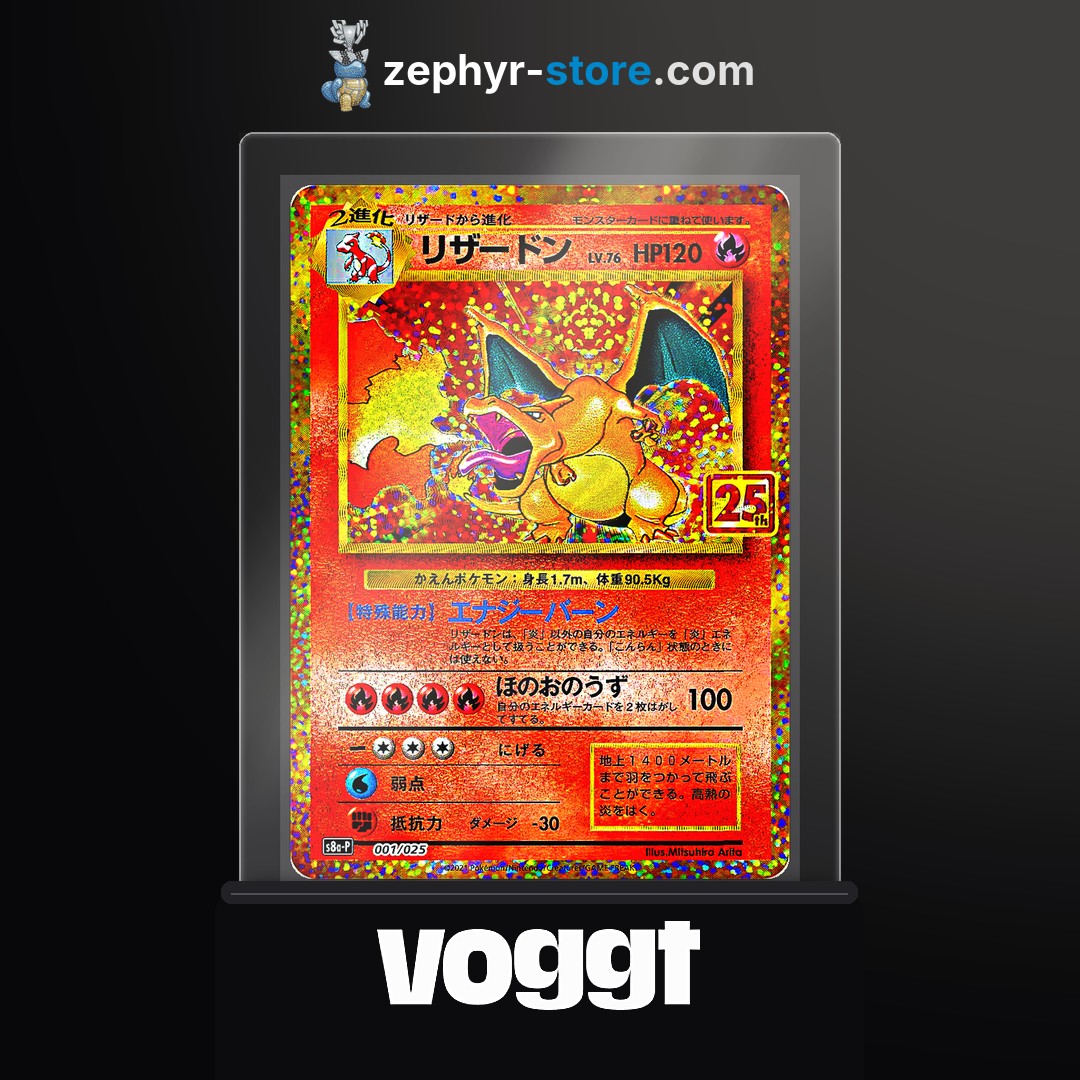 zephyr-store.com
2進化 リザードから進化 モンスターカードに重ねて使います。
リザードン LV.76 HP120
25th
かえんポケモン：身長1.7m、体重90.5Kg
【特殊能力】エナジーバーン
リザードンは、「炎」以外の自分のエネルギーを「炎」エネ
ルギーとして扱うことができる。「こんらん」状態のときに
は使えない。
ほのおのうず 100
自分のエネルギーカードを2枚はがし
てすてる。
にげる
弱点
抵抗力 ダメージ -30
地上1400メートル
まで羽をつかって飛ぶ
ことができる。高熱の
炎をはく。
s8a-P 001/025 Illus.Mitsuhiro Arita
©2021 Pokémon/Nintendo/Creatures/GAME FREAK
voggt